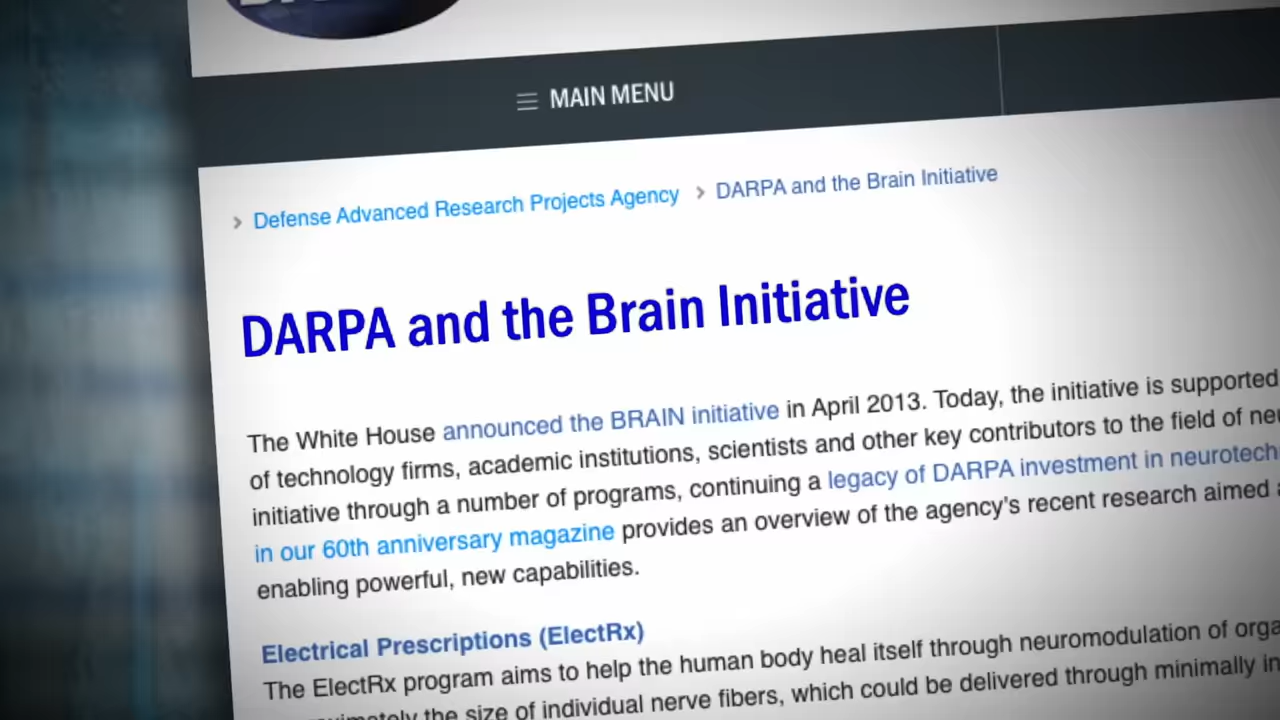 MAIN MENU
Defense Advanced Research Projects Agency > DARPA and the Brain Initiative
DARPA and the Brain Initiative
The White House announced the BRAIN initiative in April 2013. Today, the initiative is supported
of technology firms, academic institutions, scientists and other key contributors to the field of
initiative through a number of programs, continuing a legacy of DARPA investment in neurotech
in our 60th anniversary magazine provides an overview of the agency's recent research aimed
enabling powerful, new capabilities.
Electrical Prescriptions (ElectRx)
The ElectRx program aims to help the human body heal itself through neuromodulation of
the size of individual nerve fibers, which could be delivered through minimally